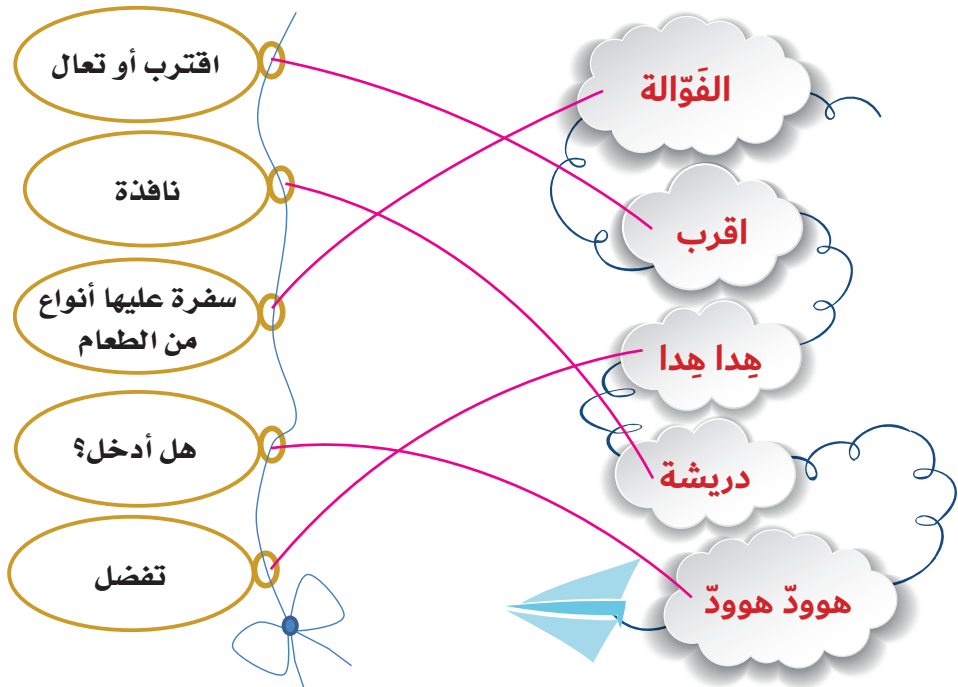 الفَوّالة
اقرب
هِدا هِدا
دريشة
هوودّ هوودّ
اقترب أو تعال
نافذة
سفرة عليها أنواع
من الطعام
هل أدخل؟
تفضل